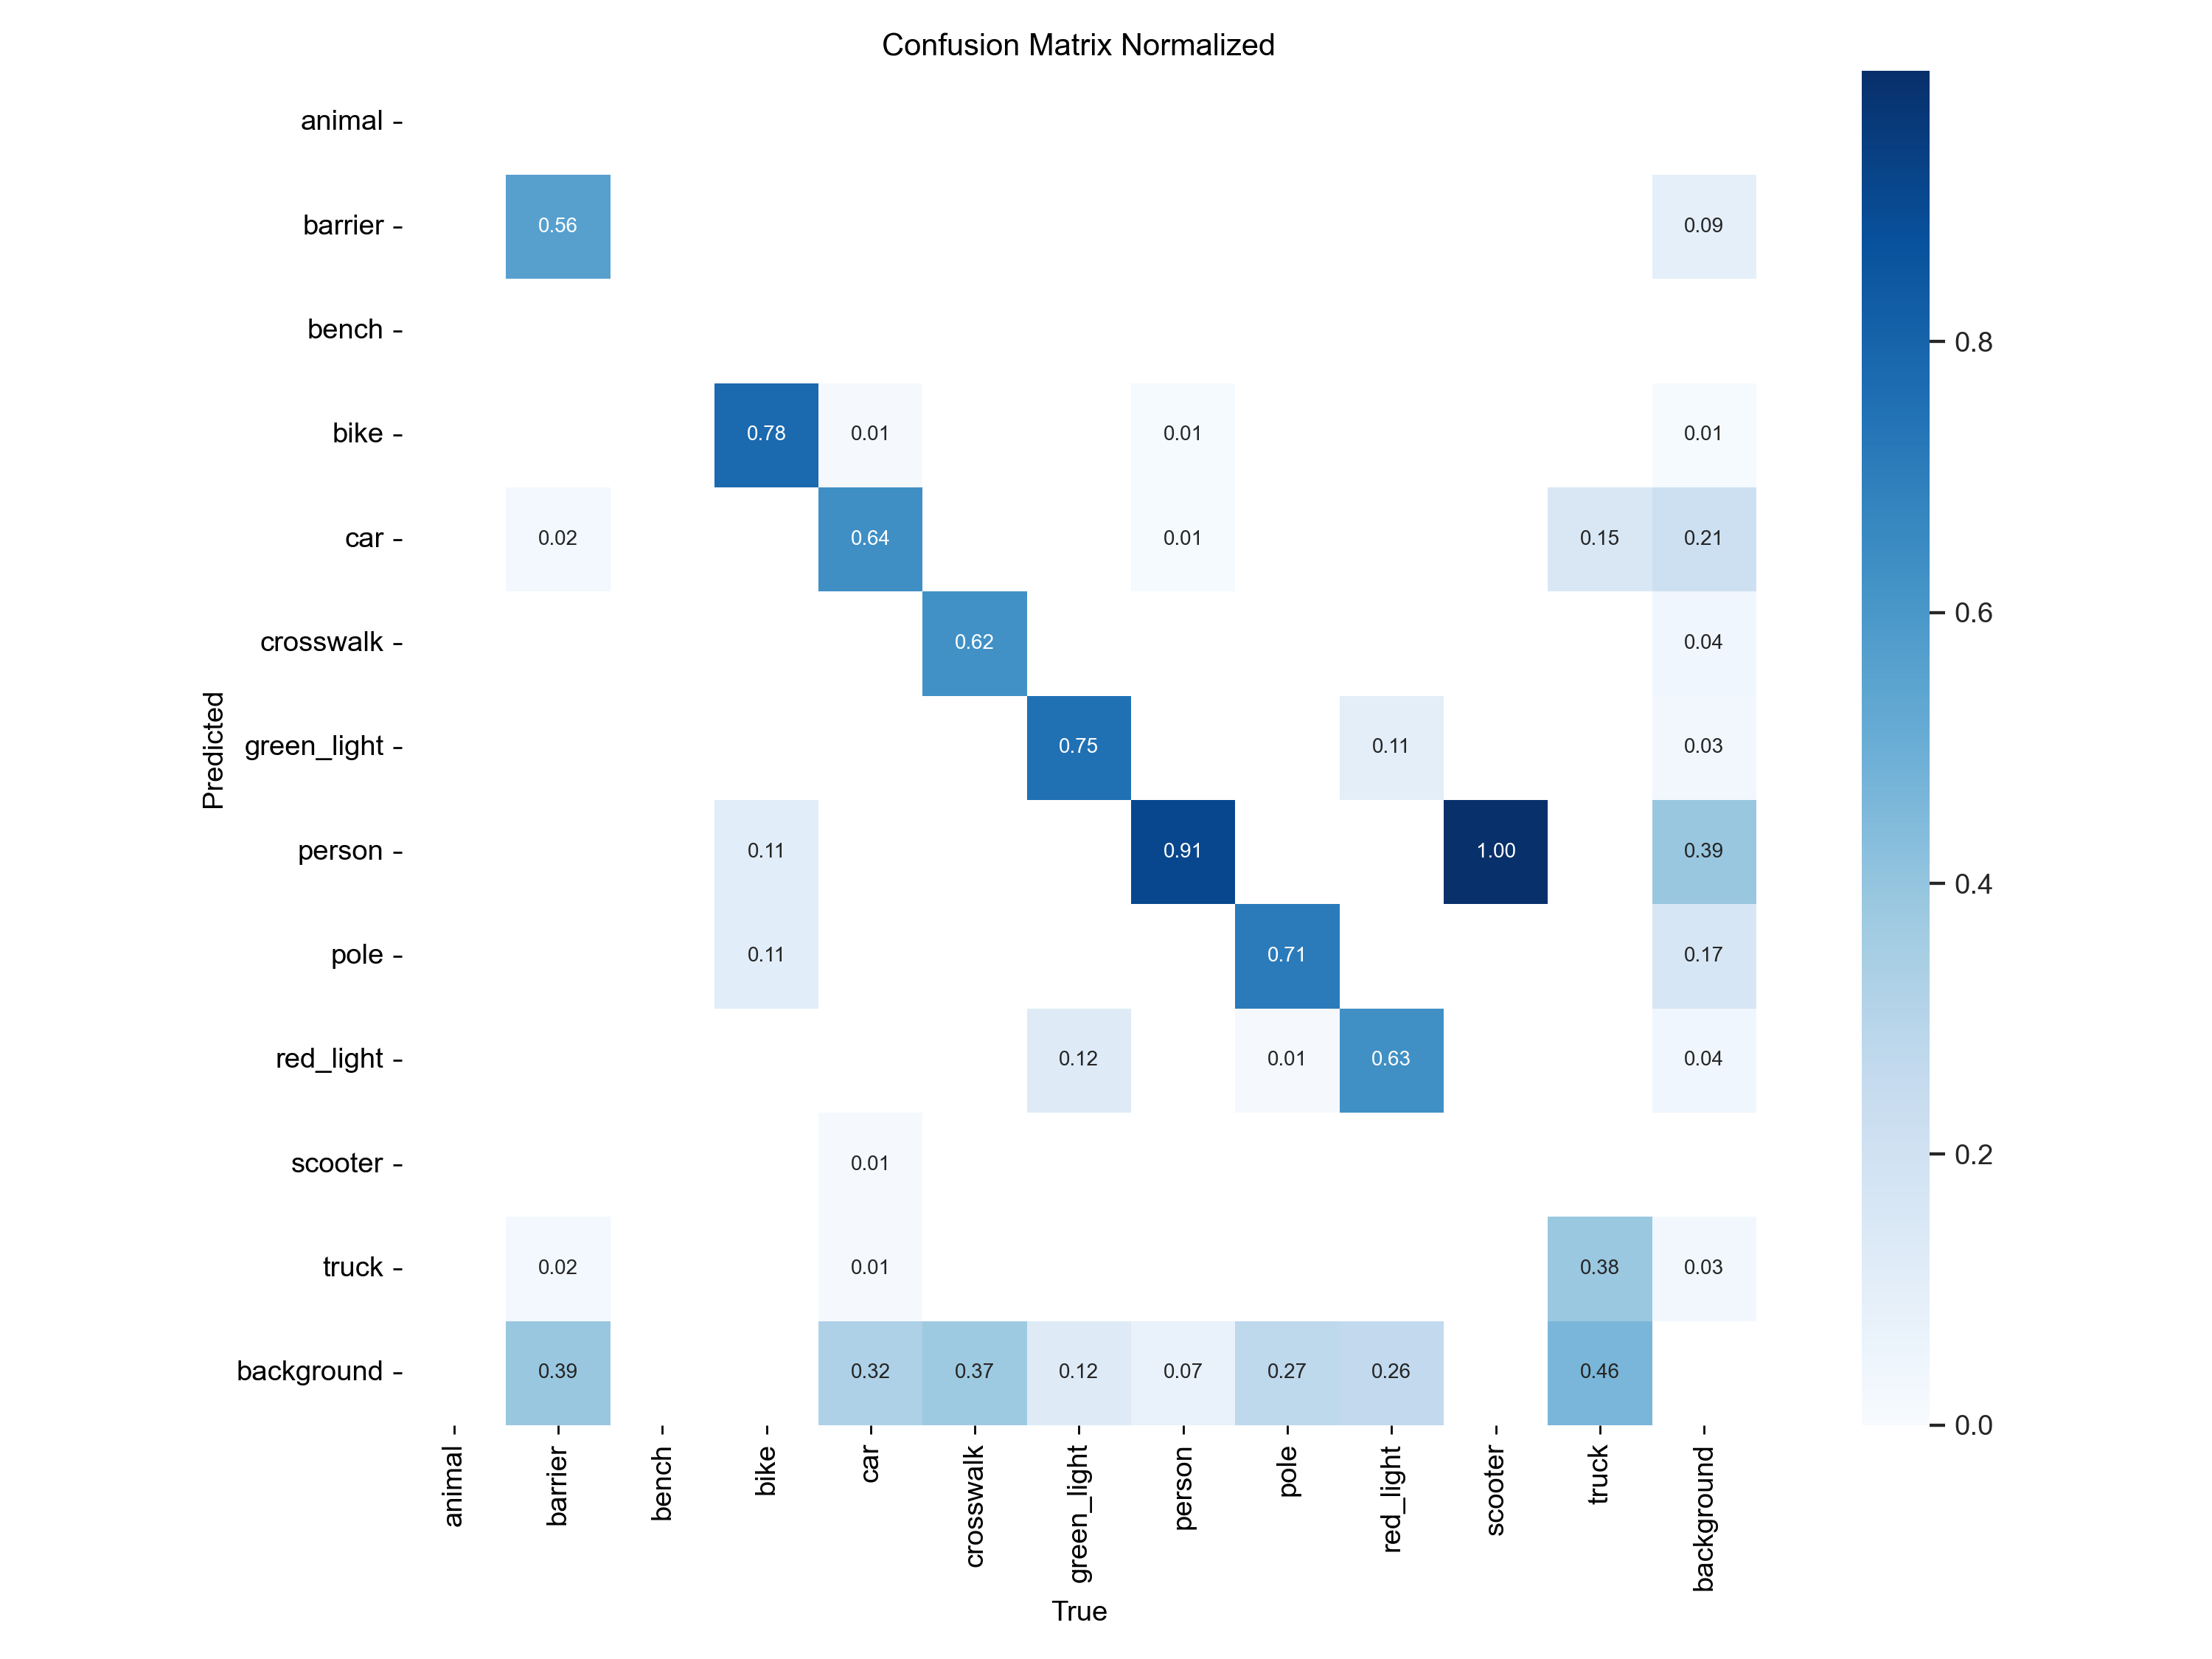 Confusion Matrix Normalized
animal
barrier 0.56 0.09
bench
bike 0.78 0.01 0.01 0.01
0.8
car 0.02 0.64 0.01 0.15 0.21
0.6
crosswalk 0.62 0.04
green_light 0.75 0.11 0.03
Predicted
person 0.11 0.91 1.00 0.39
0.4
pole 0.11 0.71 0.17
red_light 0.12 0.01 0.63 0.04
0.2
scooter 0.01
truck 0.02 0.01 0.38 0.03
background 0.39 0.32 0.37 0.12 0.07 0.27 0.26 0.46
0.0
animal barrier bench bike car crosswalk green_light person pole red_light scooter truck background
True